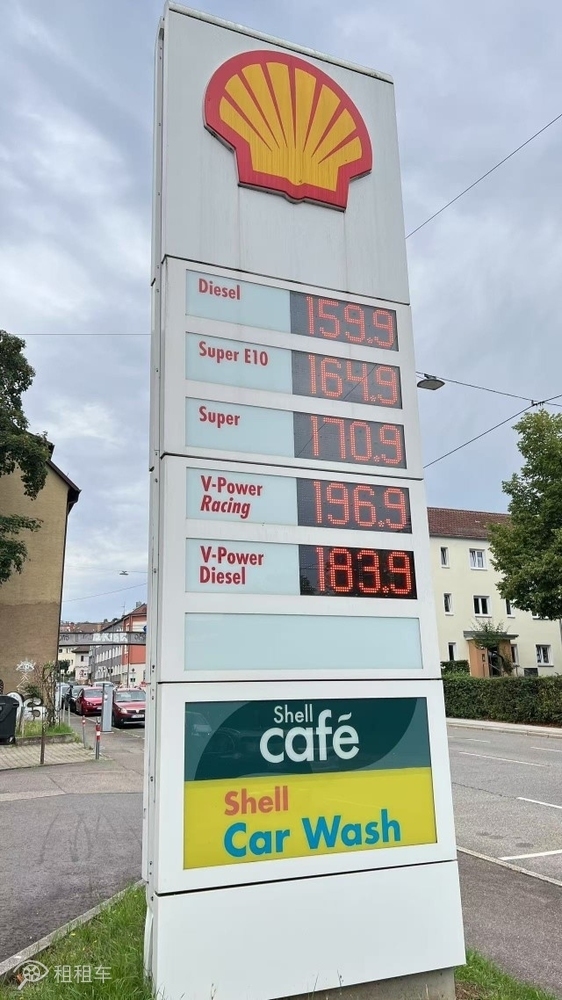 Diesel
159.9
Super E10
164.9
Super
170.9
V-Power
Racing
196.9
V-Power
Diesel
183.9
Shell
café
Shell
Car Wash
租租车